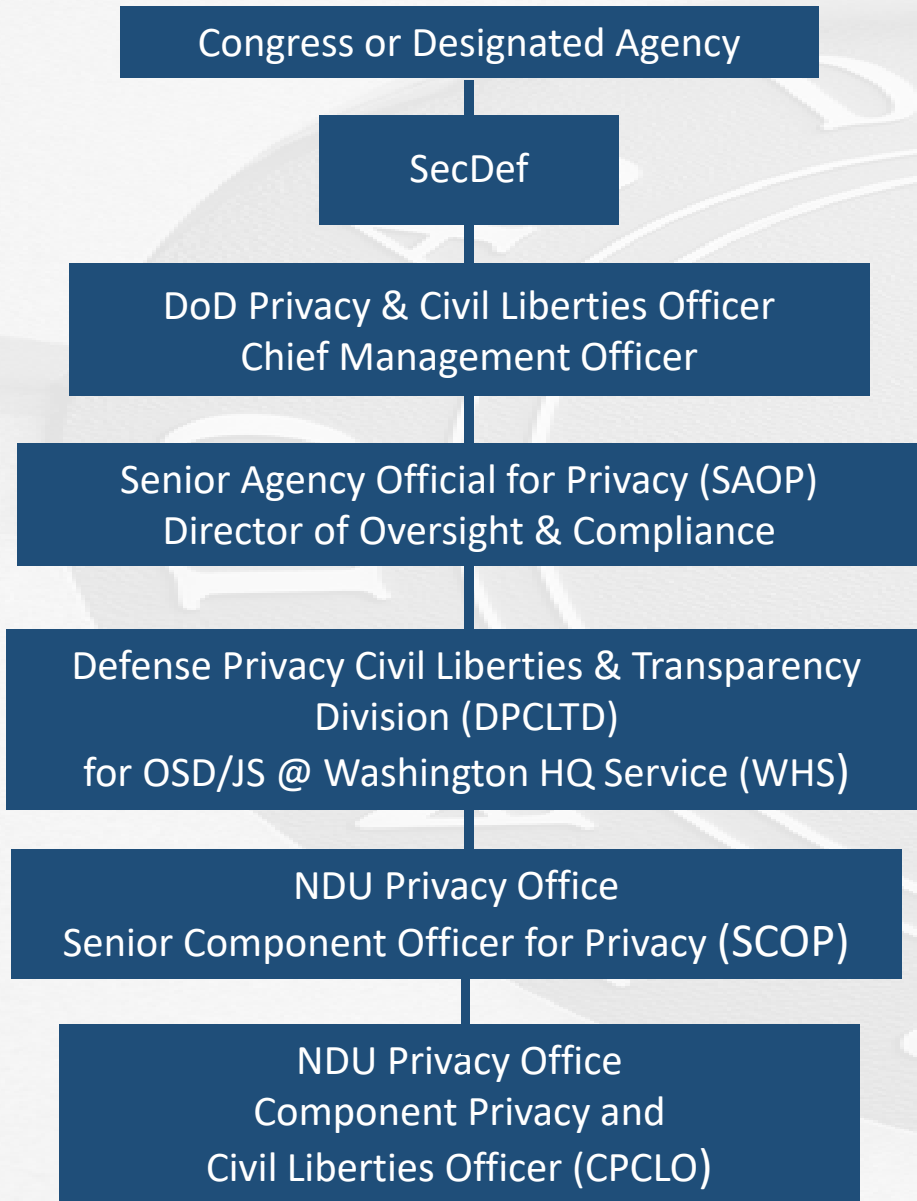 Congress or Designated Agency
SecDef
DoD Privacy & Civil Liberties Officer
Chief Management Officer
Senior Agency Official for Privacy (SAOP)
Director of Oversight & Compliance
Defense Privacy Civil Liberties & Transparency
Division (DPCLTD)
for OSD/JS @ Washington HQ Service (WHS)
NDU Privacy Office
Senior Component Officer for Privacy (SCOP)
NDU Privacy Office
Component Privacy and
Civil Liberties Officer (CPCLO)